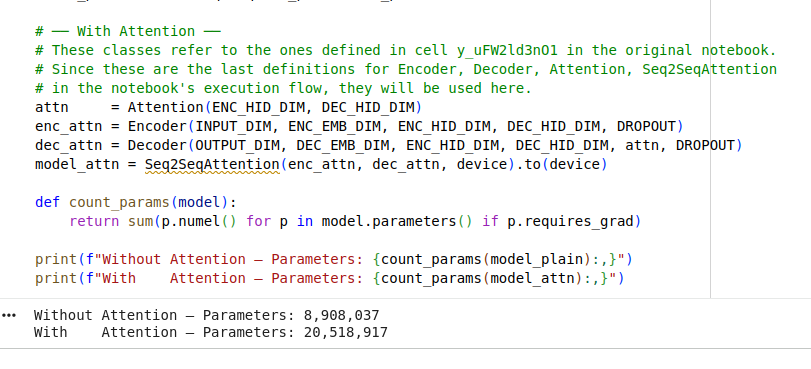 # —— With Attention ——
# These classes refer to the ones defined in cell y_uFW2ld3nO1 in the original notebook.
# Since these are the last definitions for Encoder, Decoder, Attention, Seq2SeqAttention
# in the notebook's execution flow, they will be used here.
attn     = Attention(ENC_HID_DIM, DEC_HID_DIM)
enc_attn = Encoder(INPUT_DIM, ENC_EMB_DIM, ENC_HID_DIM, DEC_HID_DIM, DROPOUT)
dec_attn = Decoder(OUTPUT_DIM, DEC_EMB_DIM, ENC_HID_DIM, DEC_HID_DIM, attn, DROPOUT)
model_attn = Seq2SeqAttention(enc_attn, dec_attn, device).to(device)
def count_params(model):
    return sum(p.numel() for p in model.parameters() if p.requires_grad)
print(f"Without Attention — Parameters: {count_params(model_plain):,}")
print(f"With    Attention — Parameters: {count_params(model_attn):,}")
Without Attention — Parameters: 8,908,037
With    Attention — Parameters: 20,518,917